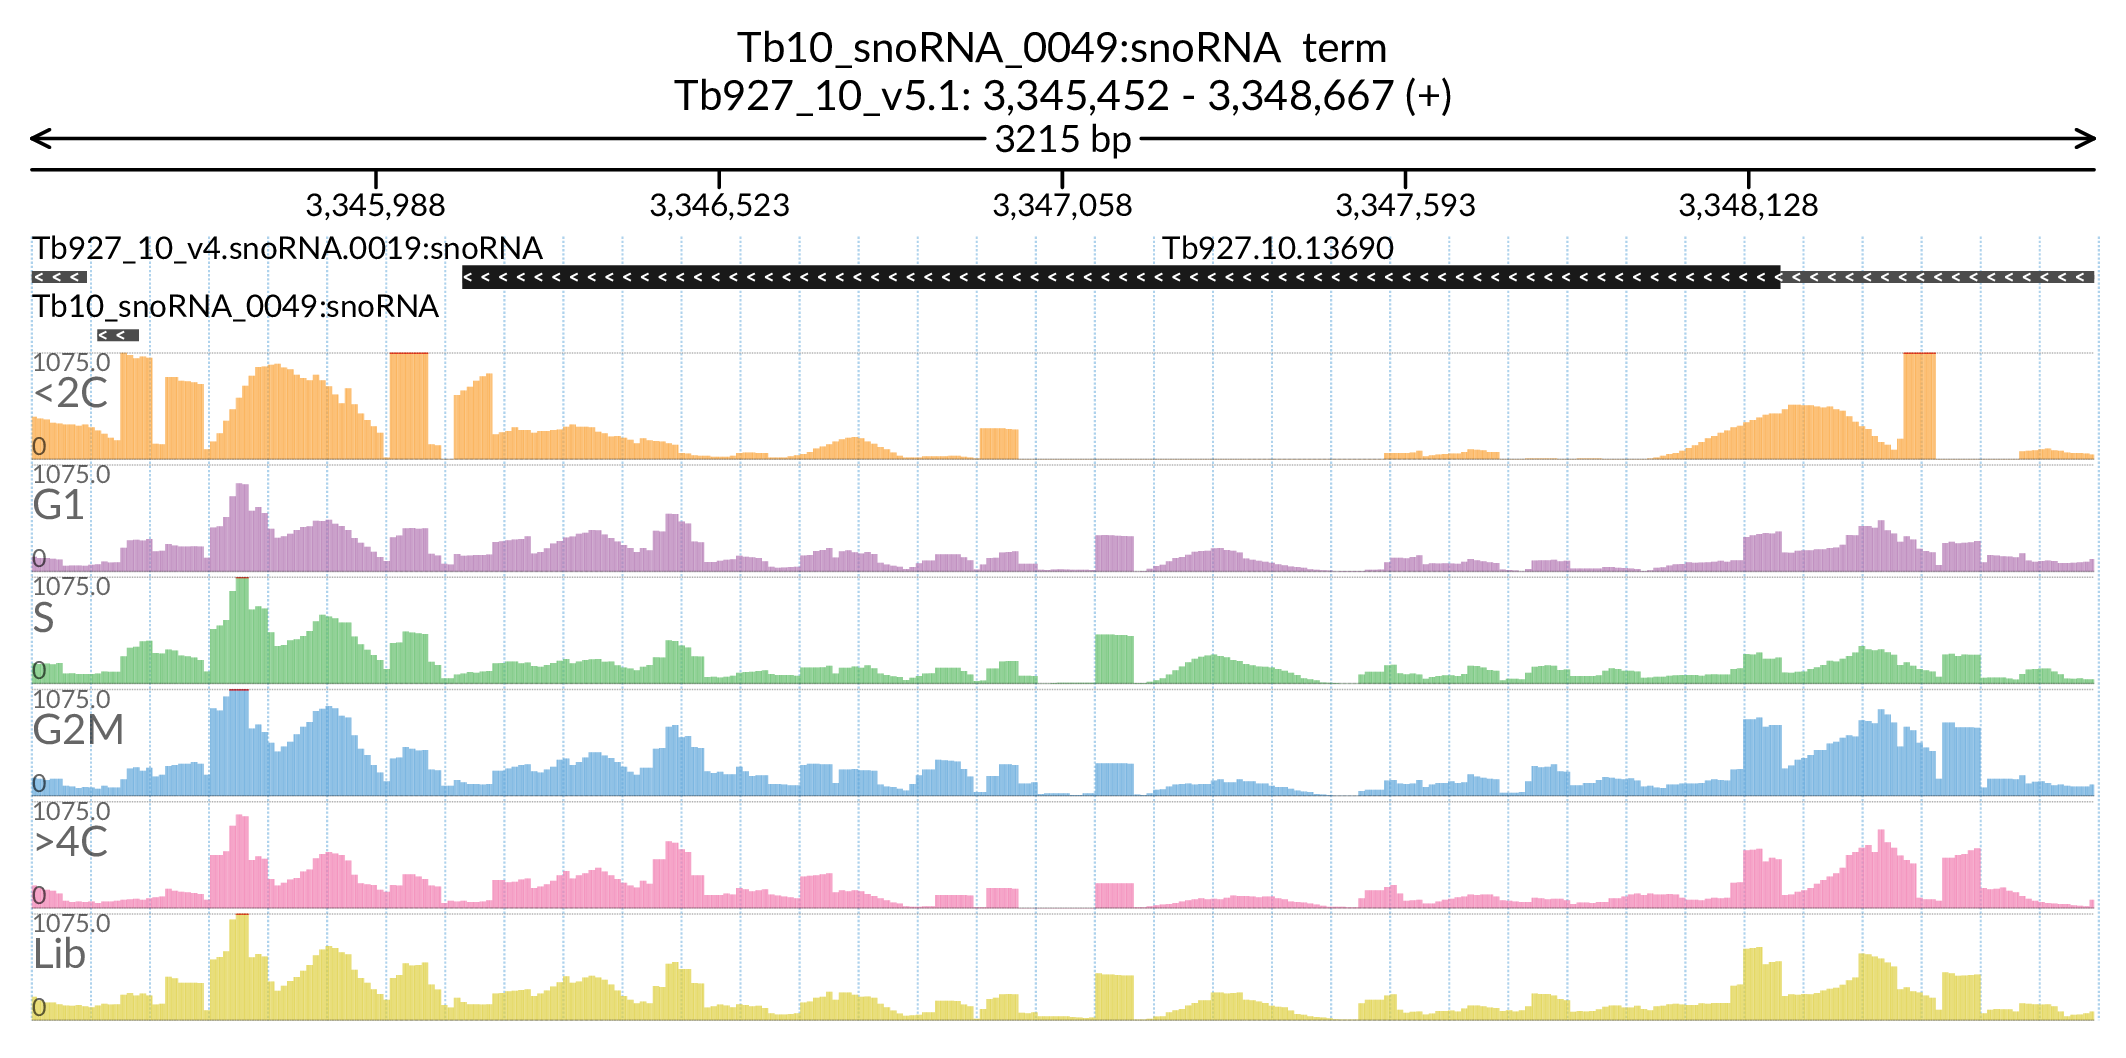 Tb10_snoRNA_0049:snoRNA term
Tb927_10_v5.1: 3,345,452 - 3,348,667 (+)
3215 bp
3,345,988 3,346,523 3,347,058 3,347,593 3,348,128
Tb927_10_v4.snoRNA.0019:snoRNA Tb927.10.13690
Tb10_snoRNA_0049:snoRNA
1075.0
<2C
0
1075.0
G1
0
1075.0
S
0
1075.0
G2M
0
1075.0
>4C
0
1075.0
Lib
0